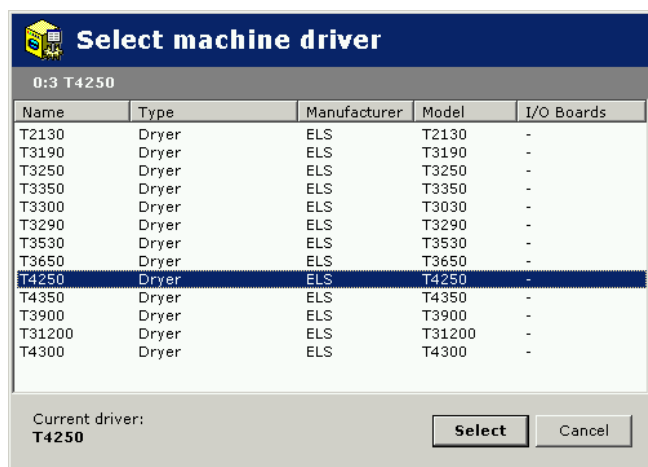 Select machine driver
0:3 T4250
Name Type Manufacturer Model I/O Boards
T2130 Dryer ELS T2130 -
T3190 Dryer ELS T3190 -
T3250 Dryer ELS T3250 -
T3350 Dryer ELS T3350 -
T3300 Dryer ELS T3030 -
T3290 Dryer ELS T3290 -
T3530 Dryer ELS T3530 -
T3650 Dryer ELS T3650 -
T4250 Dryer ELS T4250 -
T4350 Dryer ELS T4350 -
T3900 Dryer ELS T3900 -
T31200 Dryer ELS T31200 -
T4300 Dryer ELS T4300 -
Current driver:
T4250
Select Cancel